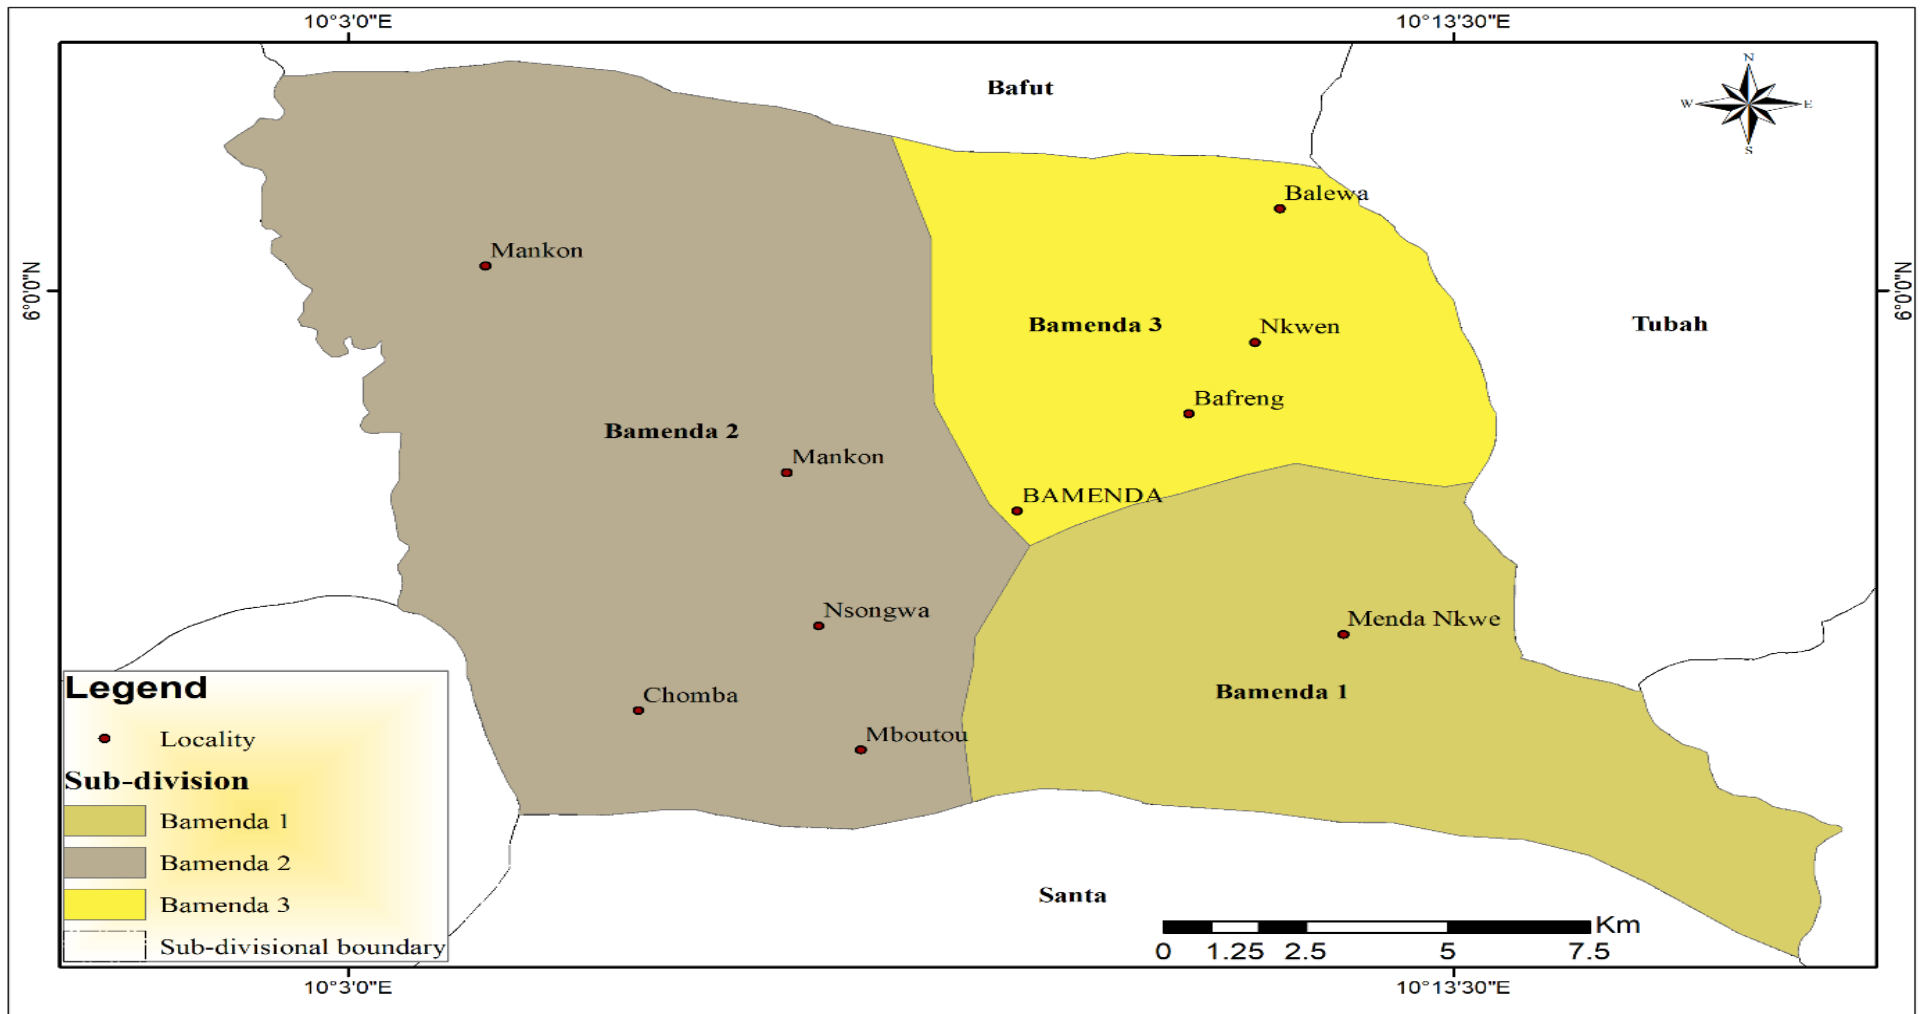 10°3'0"E
10°13'30"E
Bafut
N
W
E
S
Balewa
Mankon
6°0'0"N
6°0'0"N
Bamenda 3
Nkwen
Tubah
Bafreng
Bamenda 2
Mankon
BAMENDA
Nsongwa
Menda Nkwe
Chomba
Bamenda 1
Mboutou
Legend
Locality
Sub-division
Bamenda 1
Bamenda 2
Bamenda 3
Sub-divisional boundary
Santa
Km
0 1.25 2.5 5 7.5
10°3'0"E
10°13'30"E